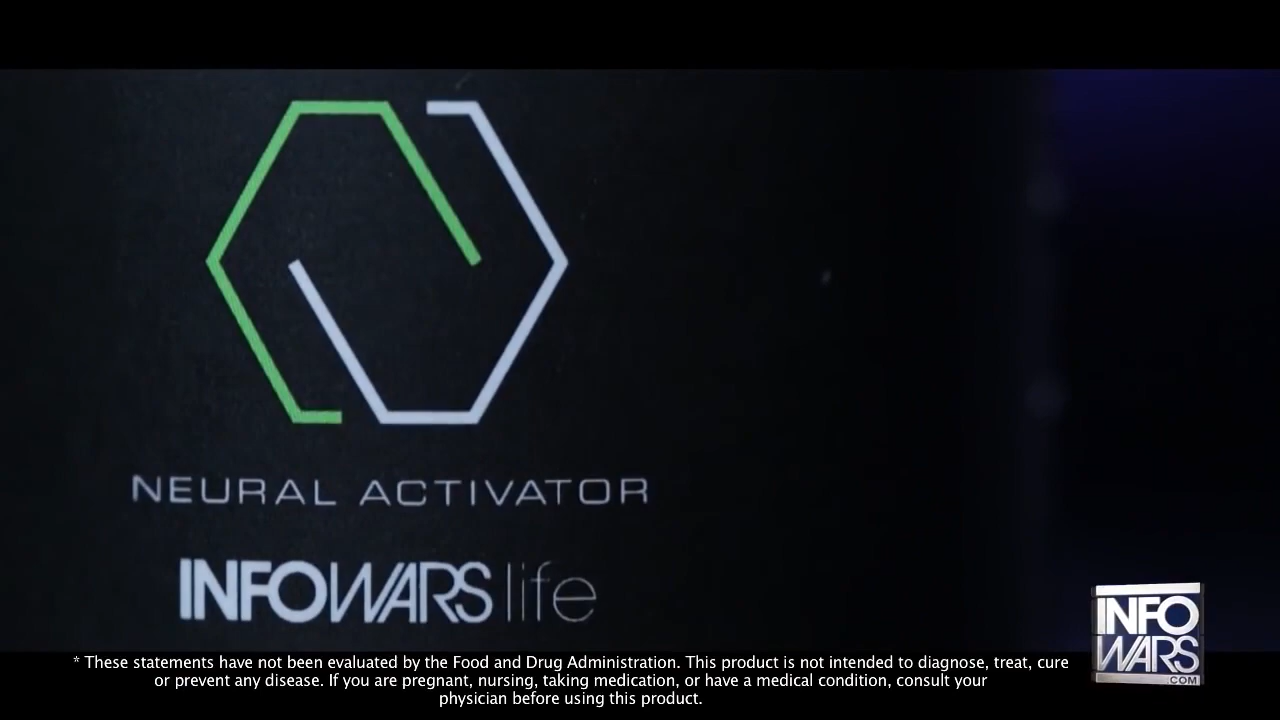 NEURAL ACTIVATOR
INFOWARS life
INFO
WARS
.COM
* These statements have not been evaluated by the Food and Drug Administration. This product is not intended to diagnose, treat, cure
or prevent any disease. If you are pregnant, nursing, taking medication, or have a medical condition, consult your
physician before using this product.